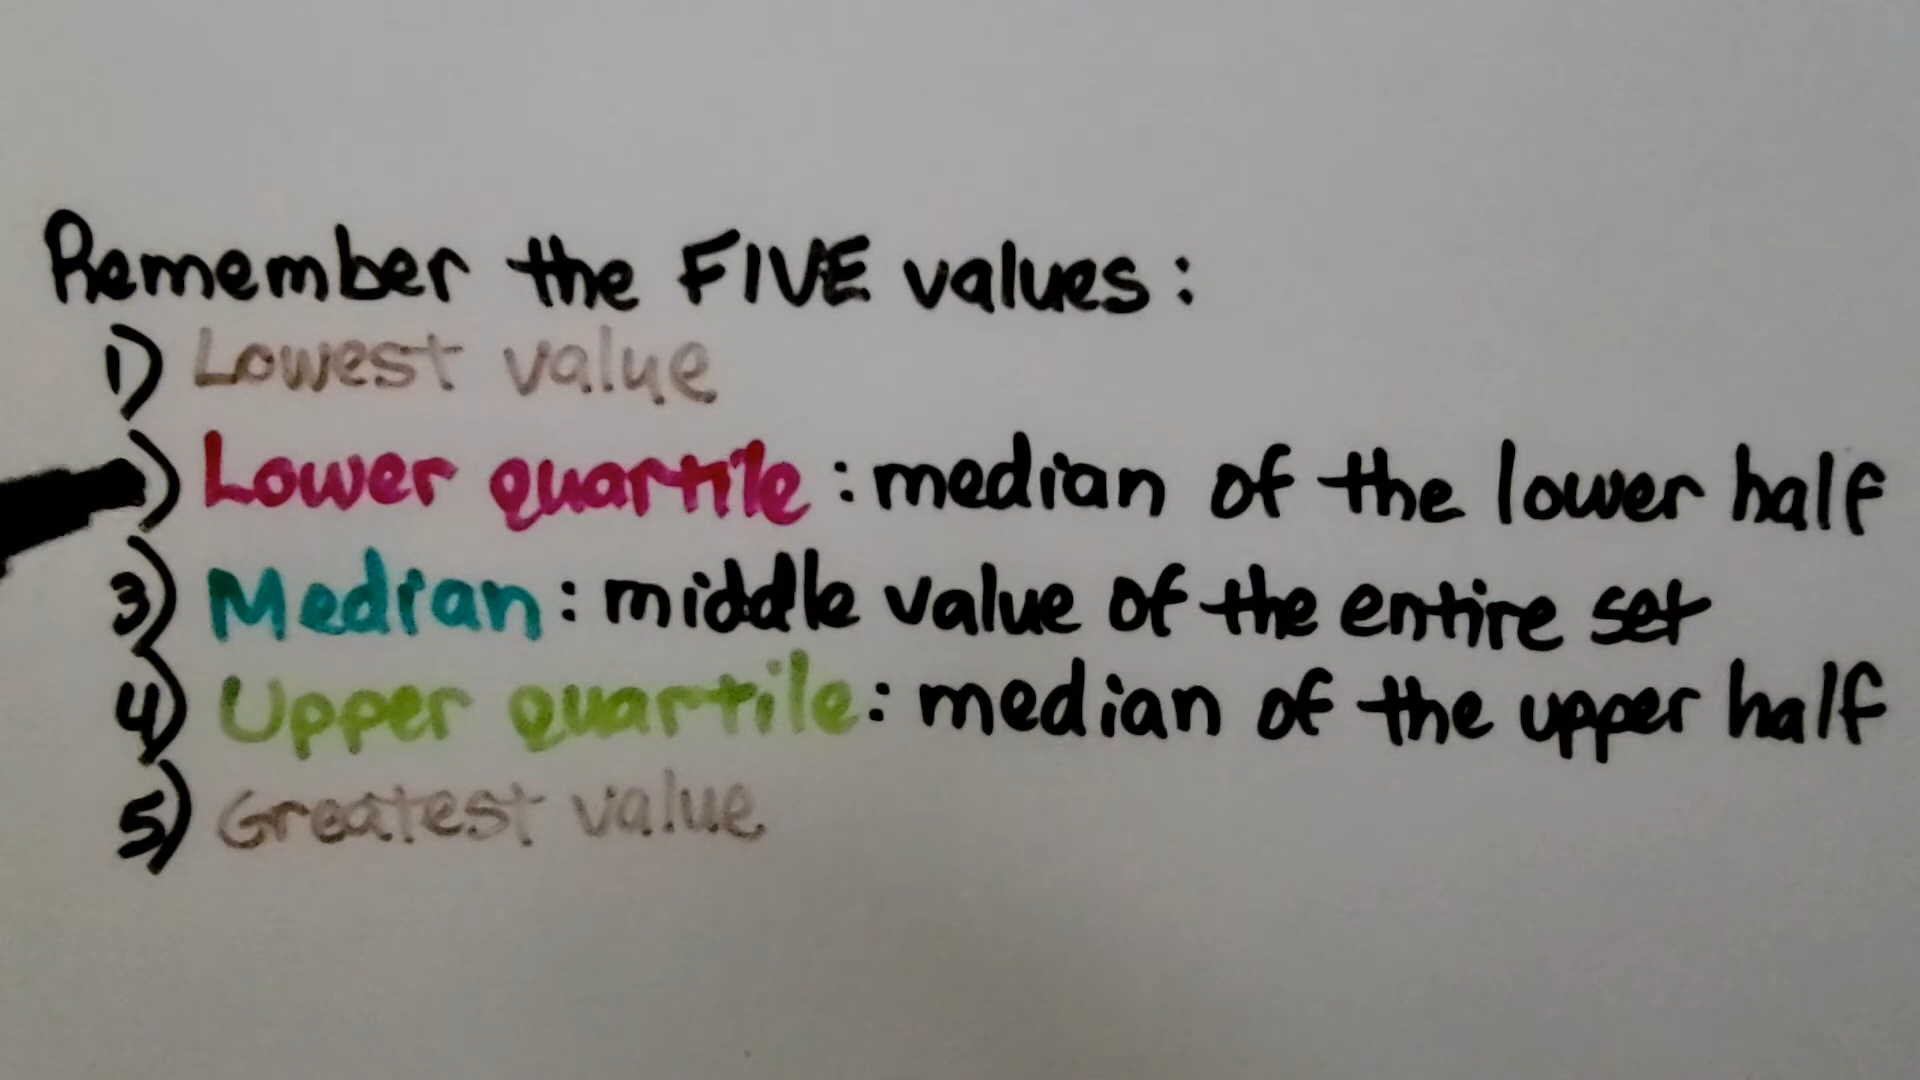 Remember the FIVE values:
1) Lowest value
) Lower quartile: median of the lower half
3) Median: middle value of the entire set
4) Upper quartile: median of the upper half
5) Greatest value